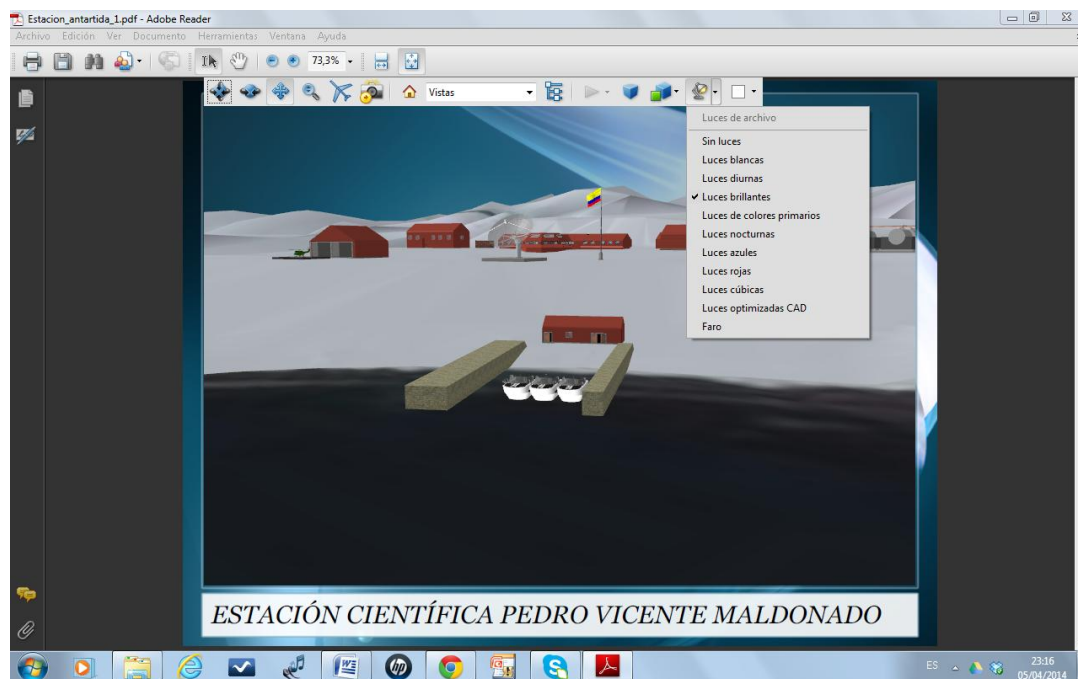 Estacion_antartida_1.pdf - Adobe Reader
Archivo Edición Ver Documento Herramientas Ventana Ayuda
73,3%
Vistas
Luces de archivo
Sin luces
Luces blancas
Luces diurnas
Luces brillantes
Luces de colores primarios
Luces nocturnas
Luces azules
Luces rojas
Luces cúbicas
Luces optimizadas CAD
Faro
ESTACIÓN CIENTÍFICA PEDRO VICENTE MALDONADO
ES
23:16
05/04/2014